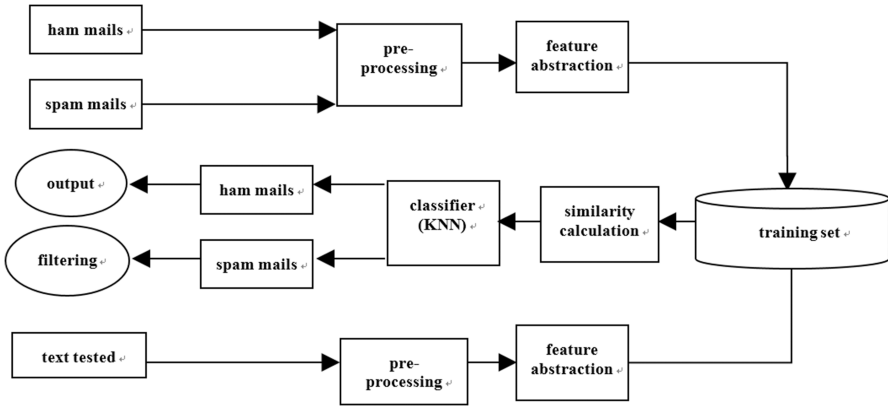 ham mails
pre-
processing
feature
abstraction
spam mails
output
ham mails
classifier
(KNN)
similarity
calculation
training set
filtering
spam mails
text tested
pre-
processing
feature
abstraction